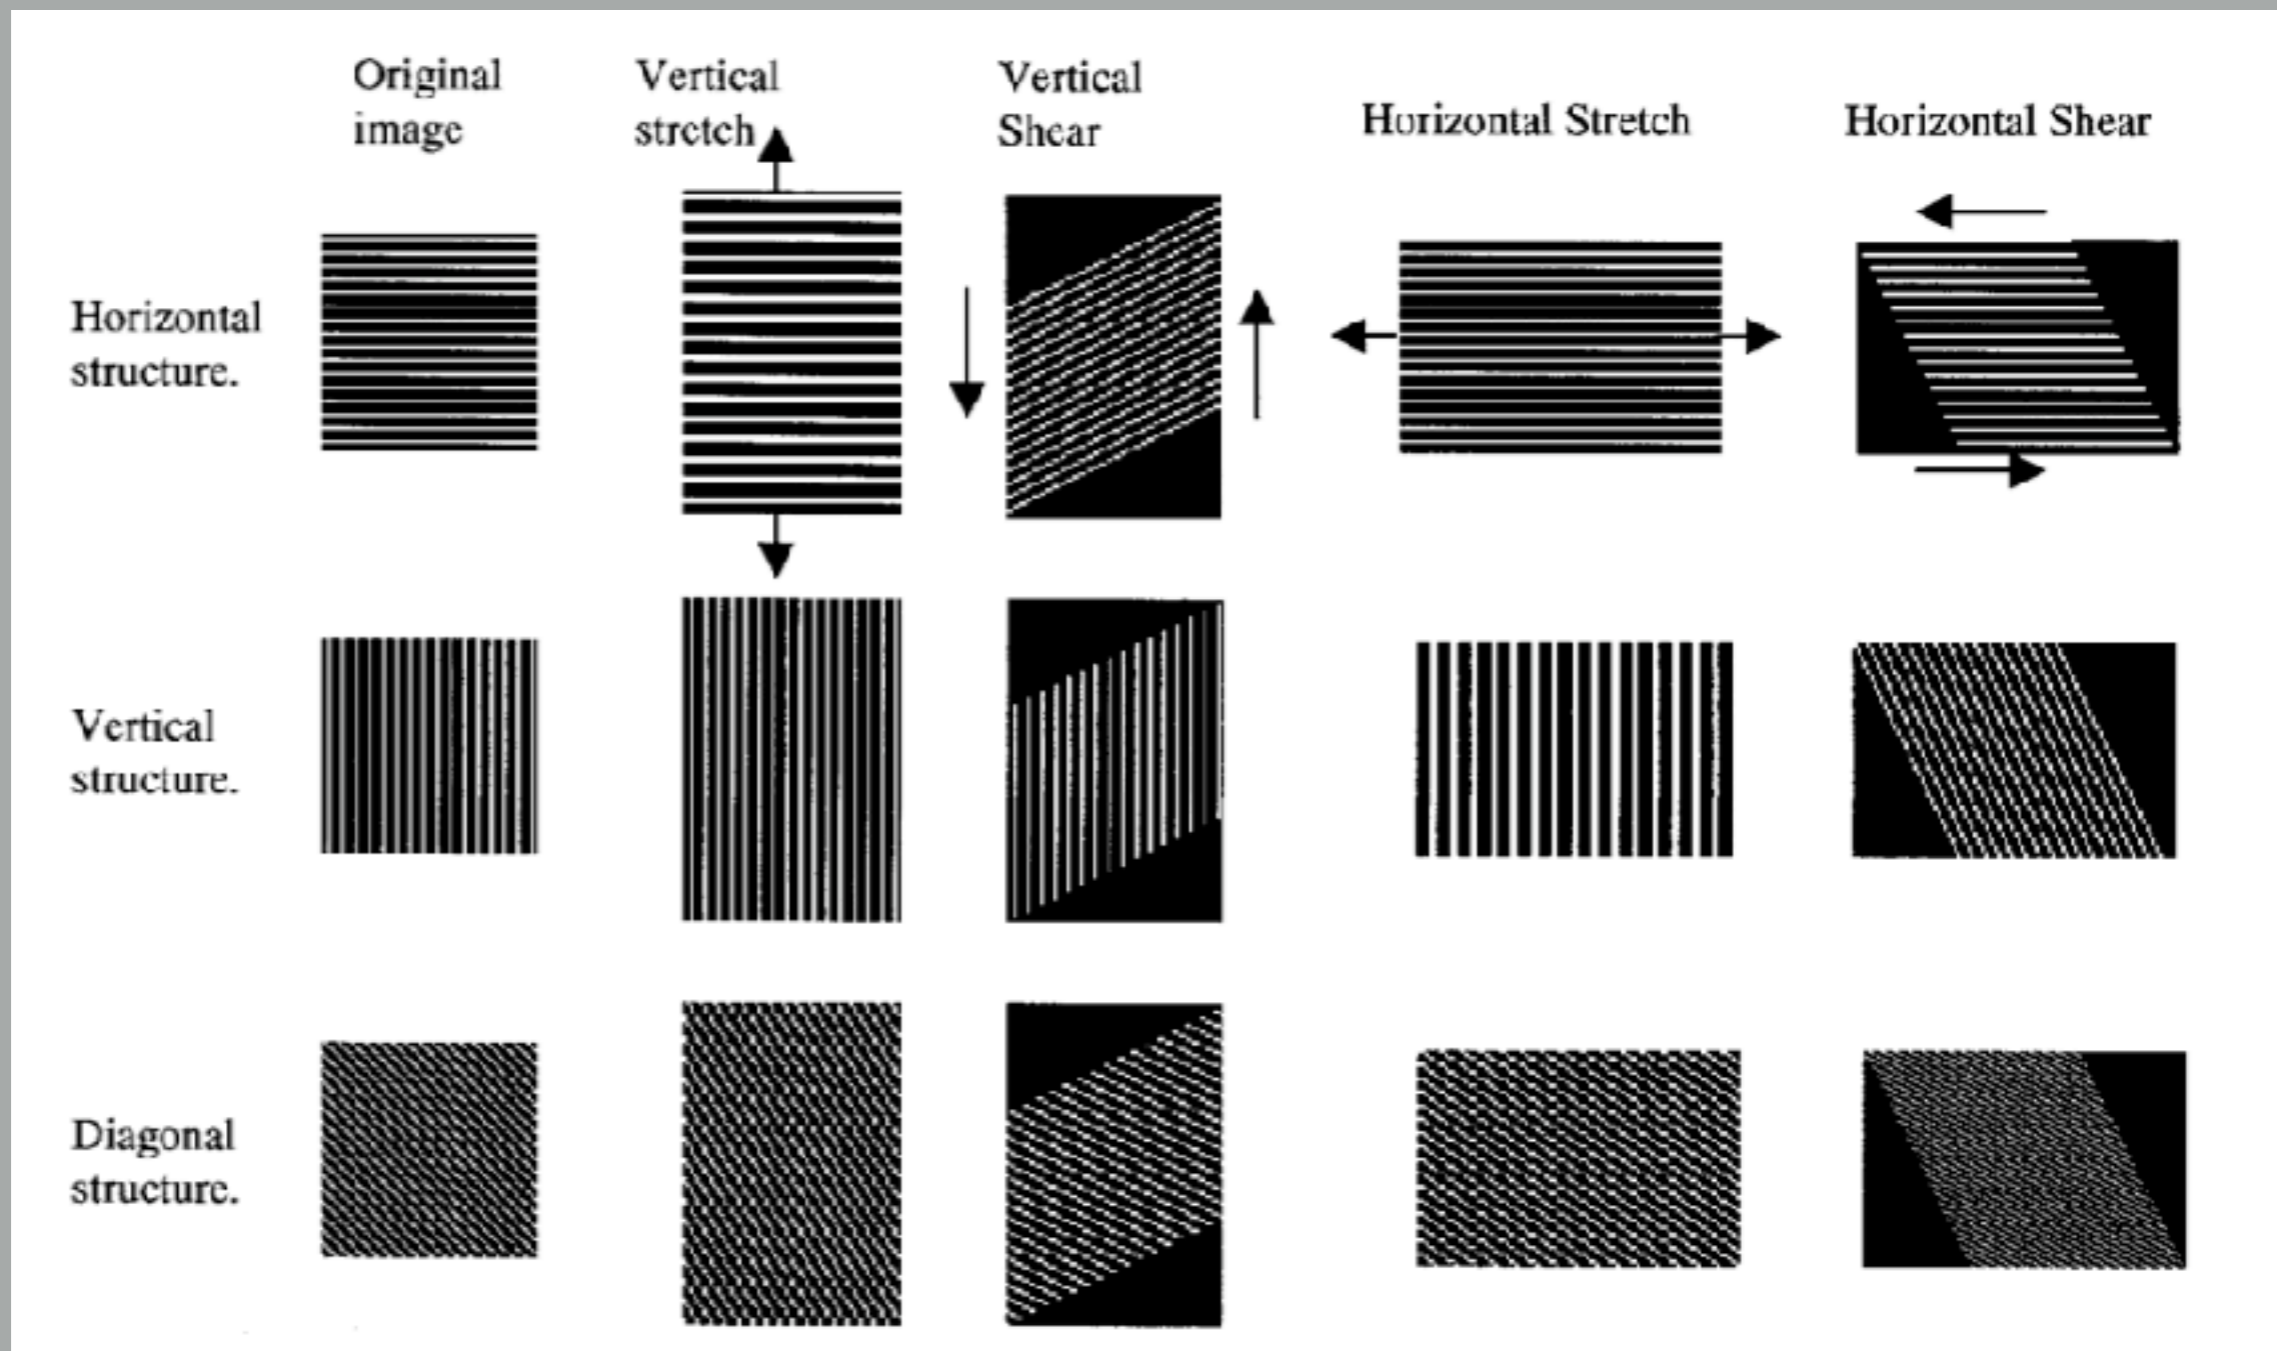 Original
image
Vertical
stretch
Vertical
Shear
Horizontal Stretch
Horizontal Shear
Horizontal
structure.
Vertical
structure.
Diagonal
structure.